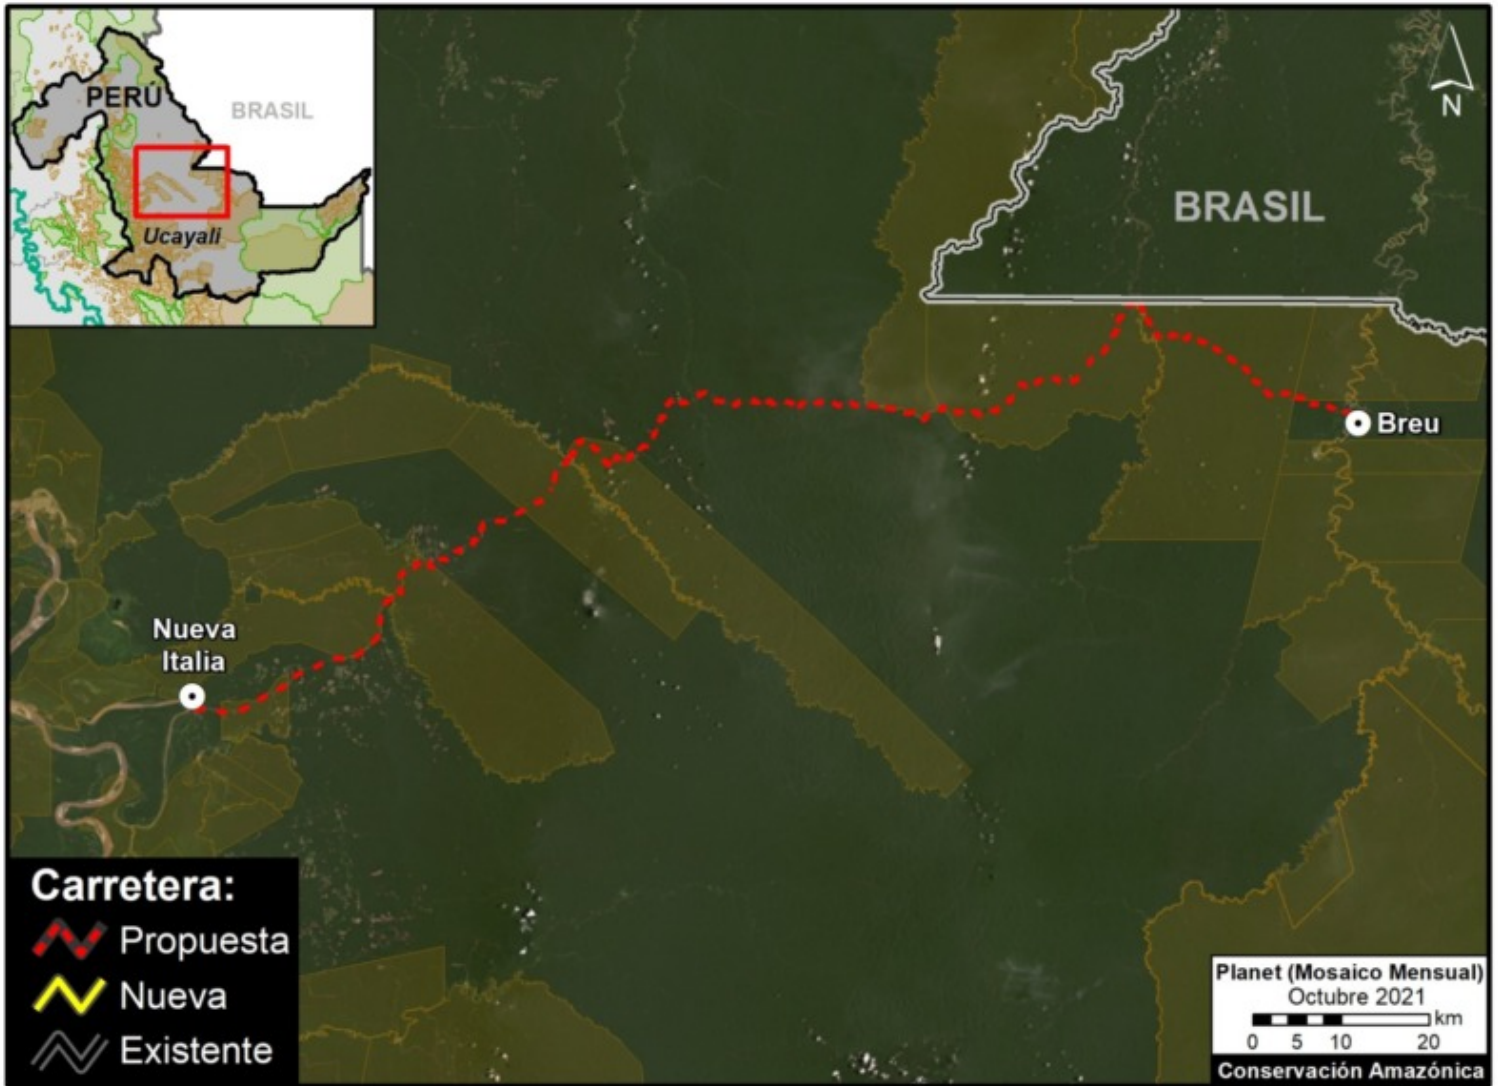 PERÚ
BRASIL
Ucayali
N
BRASIL
Breu
Nueva
Italia
Carretera:
Propuesta
Nueva
Existente
Planet (Mosaico Mensual)
Octubre 2021
km
0 5 10 20
Conservación Amazónica